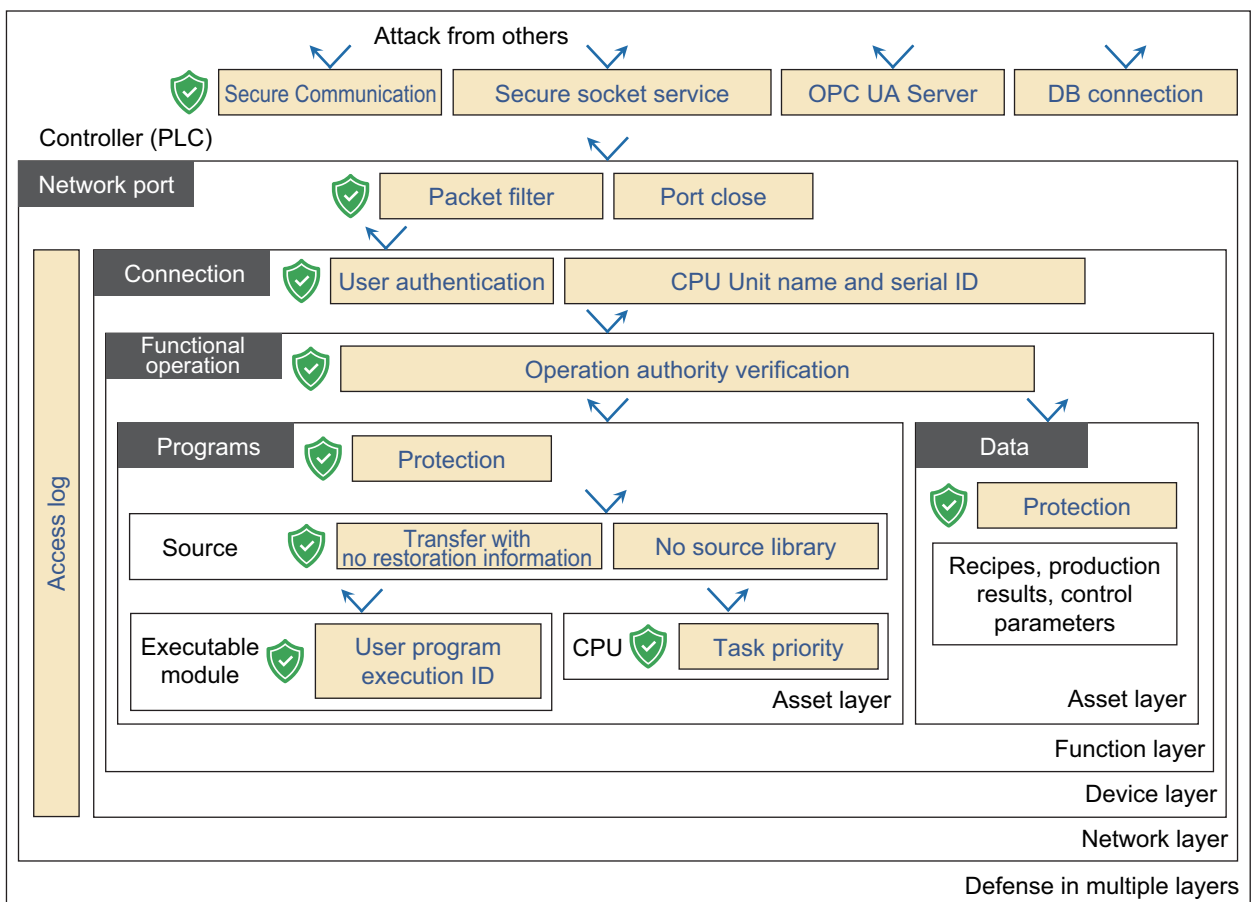 Attack from others
Secure Communication
Secure socket service
OPC UA Server
DB connection
Controller (PLC)
Network port
Packet filter
Port close
Access log
Connection
User authentication
CPU Unit name and serial ID
Functional
operation
Operation authority verification
Programs
Protection
Source
Transfer with
no restoration information
No source library
Executable
module
User program
execution ID
CPU
Task priority
Asset layer
Data
Protection
Recipes, production
results, control
parameters
Asset layer
Function layer
Device layer
Network layer
Defense in multiple layers